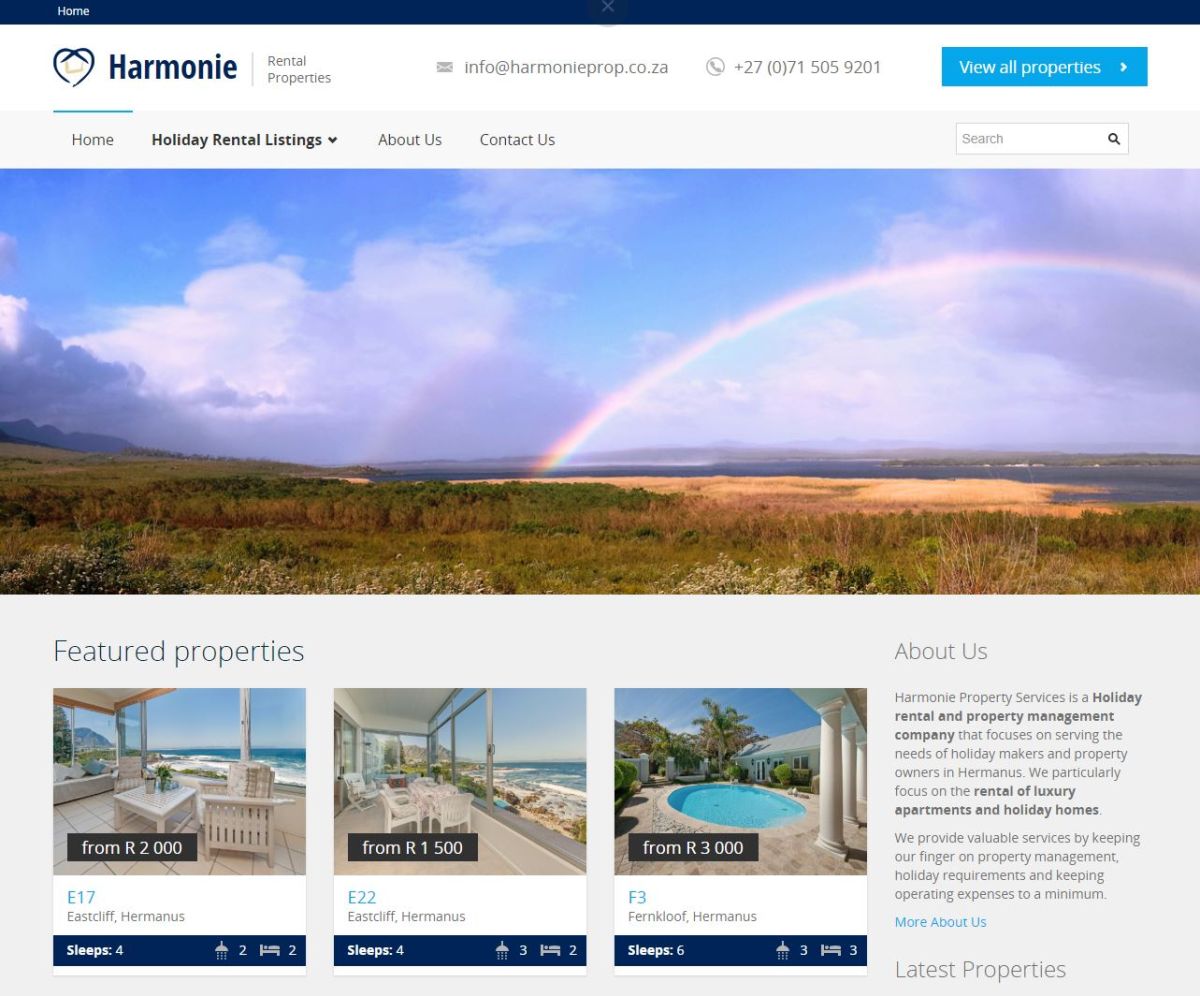 Home
Harmonie
Rental
Properties
info@harmonieprop.co.za
+27 (0)71 505 9201
View all properties
Home
Holiday Rental Listings
About Us
Contact Us
Search
Featured properties
from R 2 000
E17
Eastcliff, Hermanus
Sleeps: 4 2 2
from R 1 500
E22
Eastcliff, Hermanus
Sleeps: 4 3 2
from R 3 000
F3
Fernkloof, Hermanus
Sleeps: 6 3 3
About Us
Harmonie Property Services is a Holiday
rental and property management
company that focuses on serving the
needs of holiday makers and property
owners in Hermanus. We particularly
focus on the rental of luxury
apartments and holiday homes.
We provide valuable services by keeping
our finger on property management,
holiday requirements and keeping
operating expenses to a minimum.
More About Us
Latest Properties